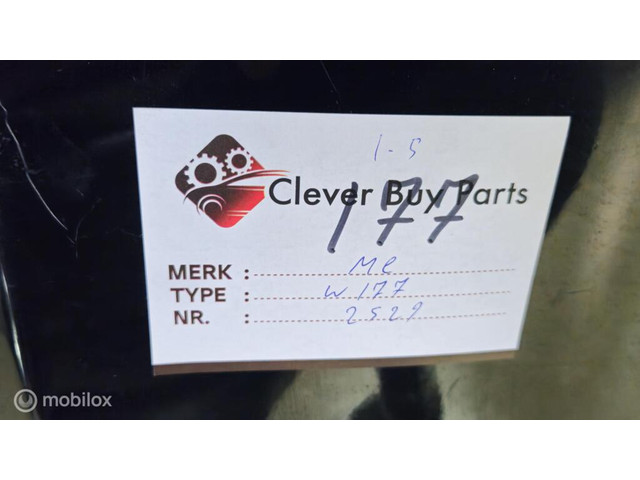 1-5
Clever Buy Parts
177
MERK : Me
TYPE : W177
NR. : 2529
mobilox